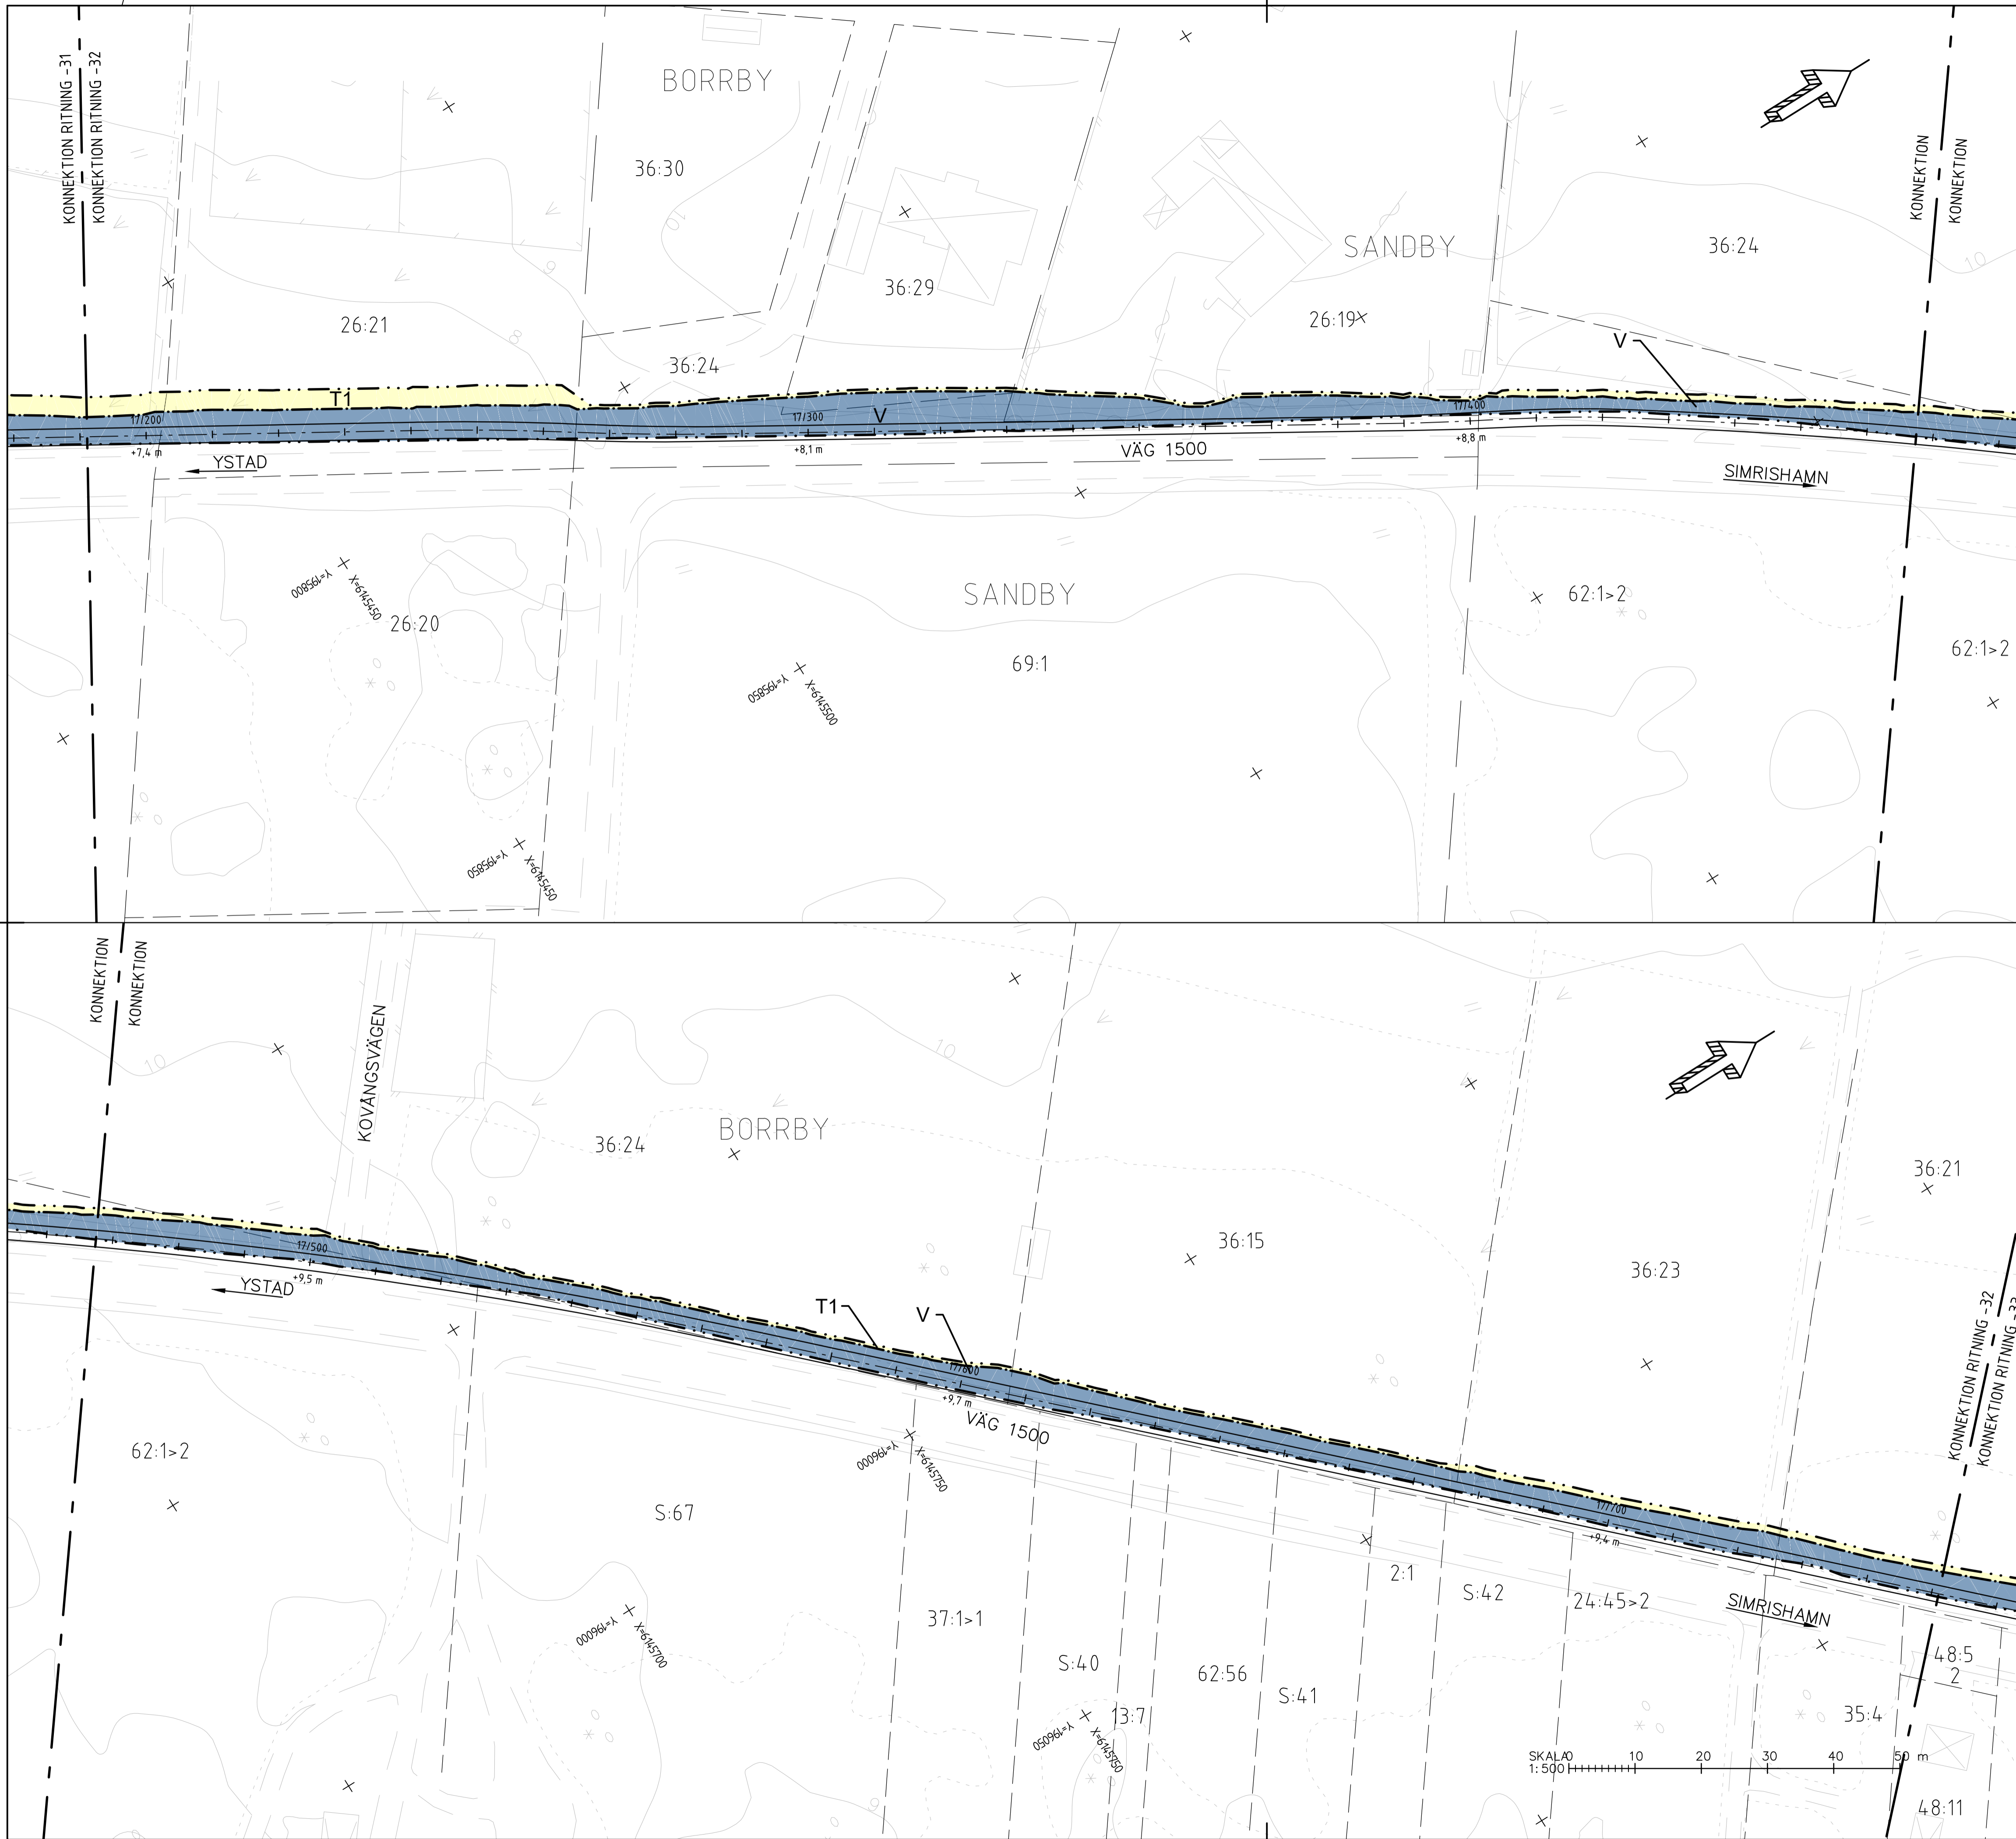 KONNEKTION RITNING -31
KONNEKTION RITNING -32
BORRBY
36:30
SANDBY
36:24
KONNEKTION
KONNEKTION
10
10
9
8
36:29
26:21
26:19
36:24
V
T1
17/200
17/300
V
17/400
+7,4 m
+8,1 m
+8,8 m
YSTAD
VÄG 1500
SIMRISHAMN
Y=195800
X=6145450
26:20
SANDBY
69:1
62:1>2
62:1>2
Y=195850
X=6145500
Y=195850
X=6145450
KONNEKTION
KONNEKTION
KOVÅNGSVÄGEN
10
10
36:24
BORRBY
36:15
36:23
36:21
17/500
+9,5 m
YSTAD
T1
V
17/600
+9,7 m
VÄG 1500
KONNEKTION RITNING -32
KONNEKTION RITNING -33
17/700
+9,4 m
62:1>2
Y=196000
X=6145750
S:67
2:1
S:42
24:45>2
SIMRISHAMN
37:1>1
Y=196000
X=6145700
S:40
62:56
S:41
48:5
2
13:7
35:4
Y=196050
X=6145750
SKALA 0 10 20 30 40 50 m
1:500
9
48:11